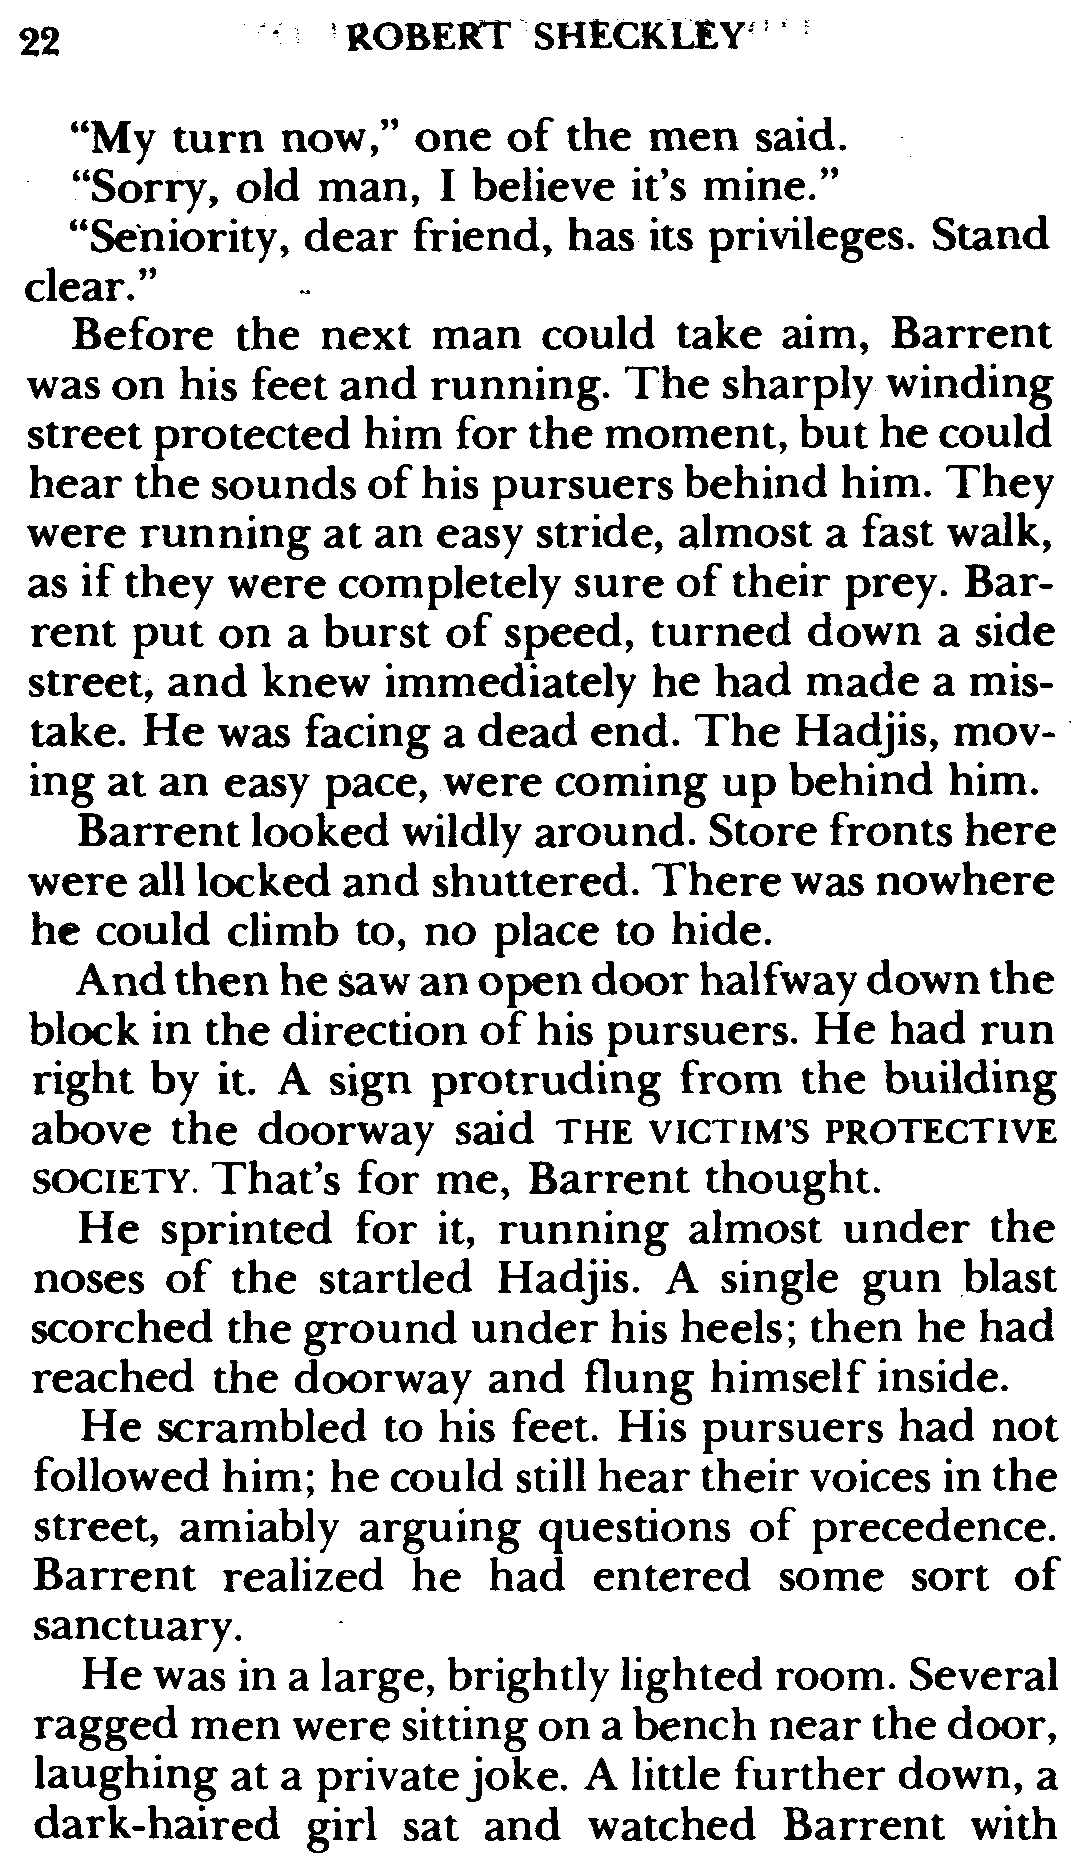 22 ROBERT SHECKLEY
“My turn now,” one of the men said.
“Sorry, old man, I believe it's mine.”
“Seniority, dear friend, has its privileges. Stand
clear.”
Before the next man could take aim, Barrent
was on his feet and running. The sharply winding
street protected him for the moment, but he could
hear the sounds of his pursuers behind him. They
were running at an easy stride, almost a fast walk,
as if they were completely sure of their prey. Bar-
rent put on a burst of speed, turned down a side
street, and knew immediately he had made a mis-
take. He was facing a dead end. The Hadjis, mov-
ing at an easy pace, were coming up behind him.
Barrent looked wildly around. Store fronts here
were all locked and shuttered. There was nowhere
he could climb to, no place to hide.
And then he saw an open door halfway down the
block in the direction of his pursuers. He had run
right by it. A sign protruding from the building
above the doorway said THE VICTIM'S PROTECTIVE
SOCIETY. That's for me, Barrent thought.
He sprinted for it, running almost under the
noses of the startled Hadjis. A single gun blast
scorched the ground under his heels; then he had
reached the doorway and flung himself inside.
He scrambled to his feet. His pursuers had not
followed him; he could still hear their voices in the
street, amiably arguing questions of precedence.
Barrent realized he had entered some sort of
sanctuary.
He was in a large, brightly lighted room. Several
ragged men were sitting on a bench near the door,
laughing at a private joke. A little further down, a
dark-haired girl sat and watched Barrent with